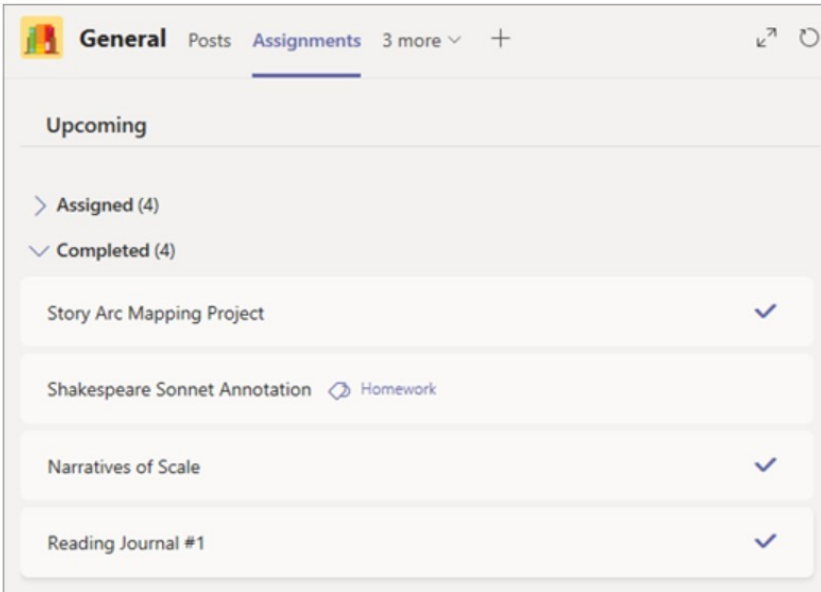 General Posts Assignments 3 more
Upcoming
Assigned (4)
Completed (4)
Story Arc Mapping Project
Shakespeare Sonnet Annotation Homework
Narratives of Scale
Reading Journal #1